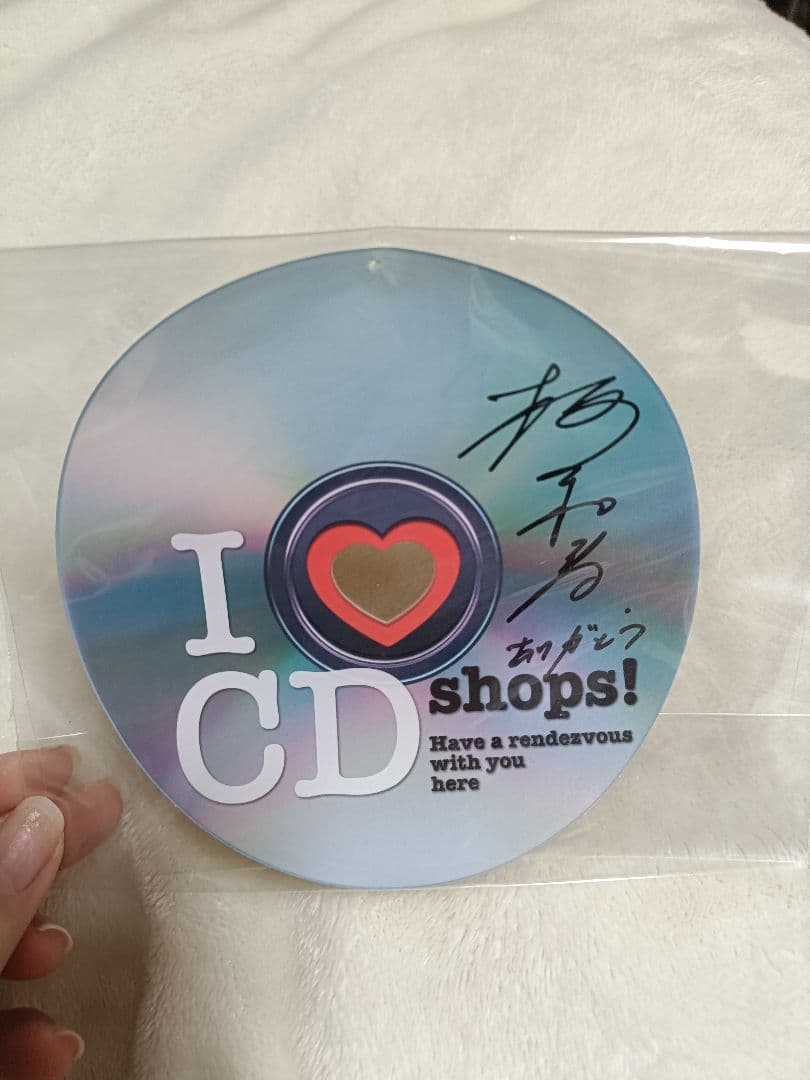 I
CD
ありがとう
shops!
Have a rendezvous
with you
here